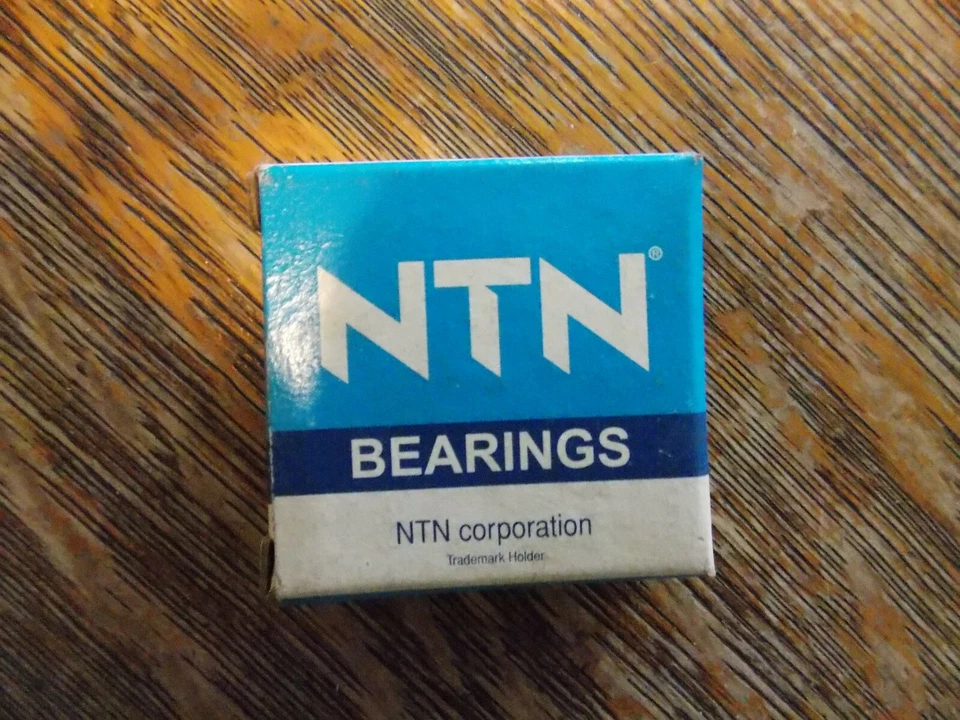 NTN®
BEARINGS
NTN corporation
Trademark Holder